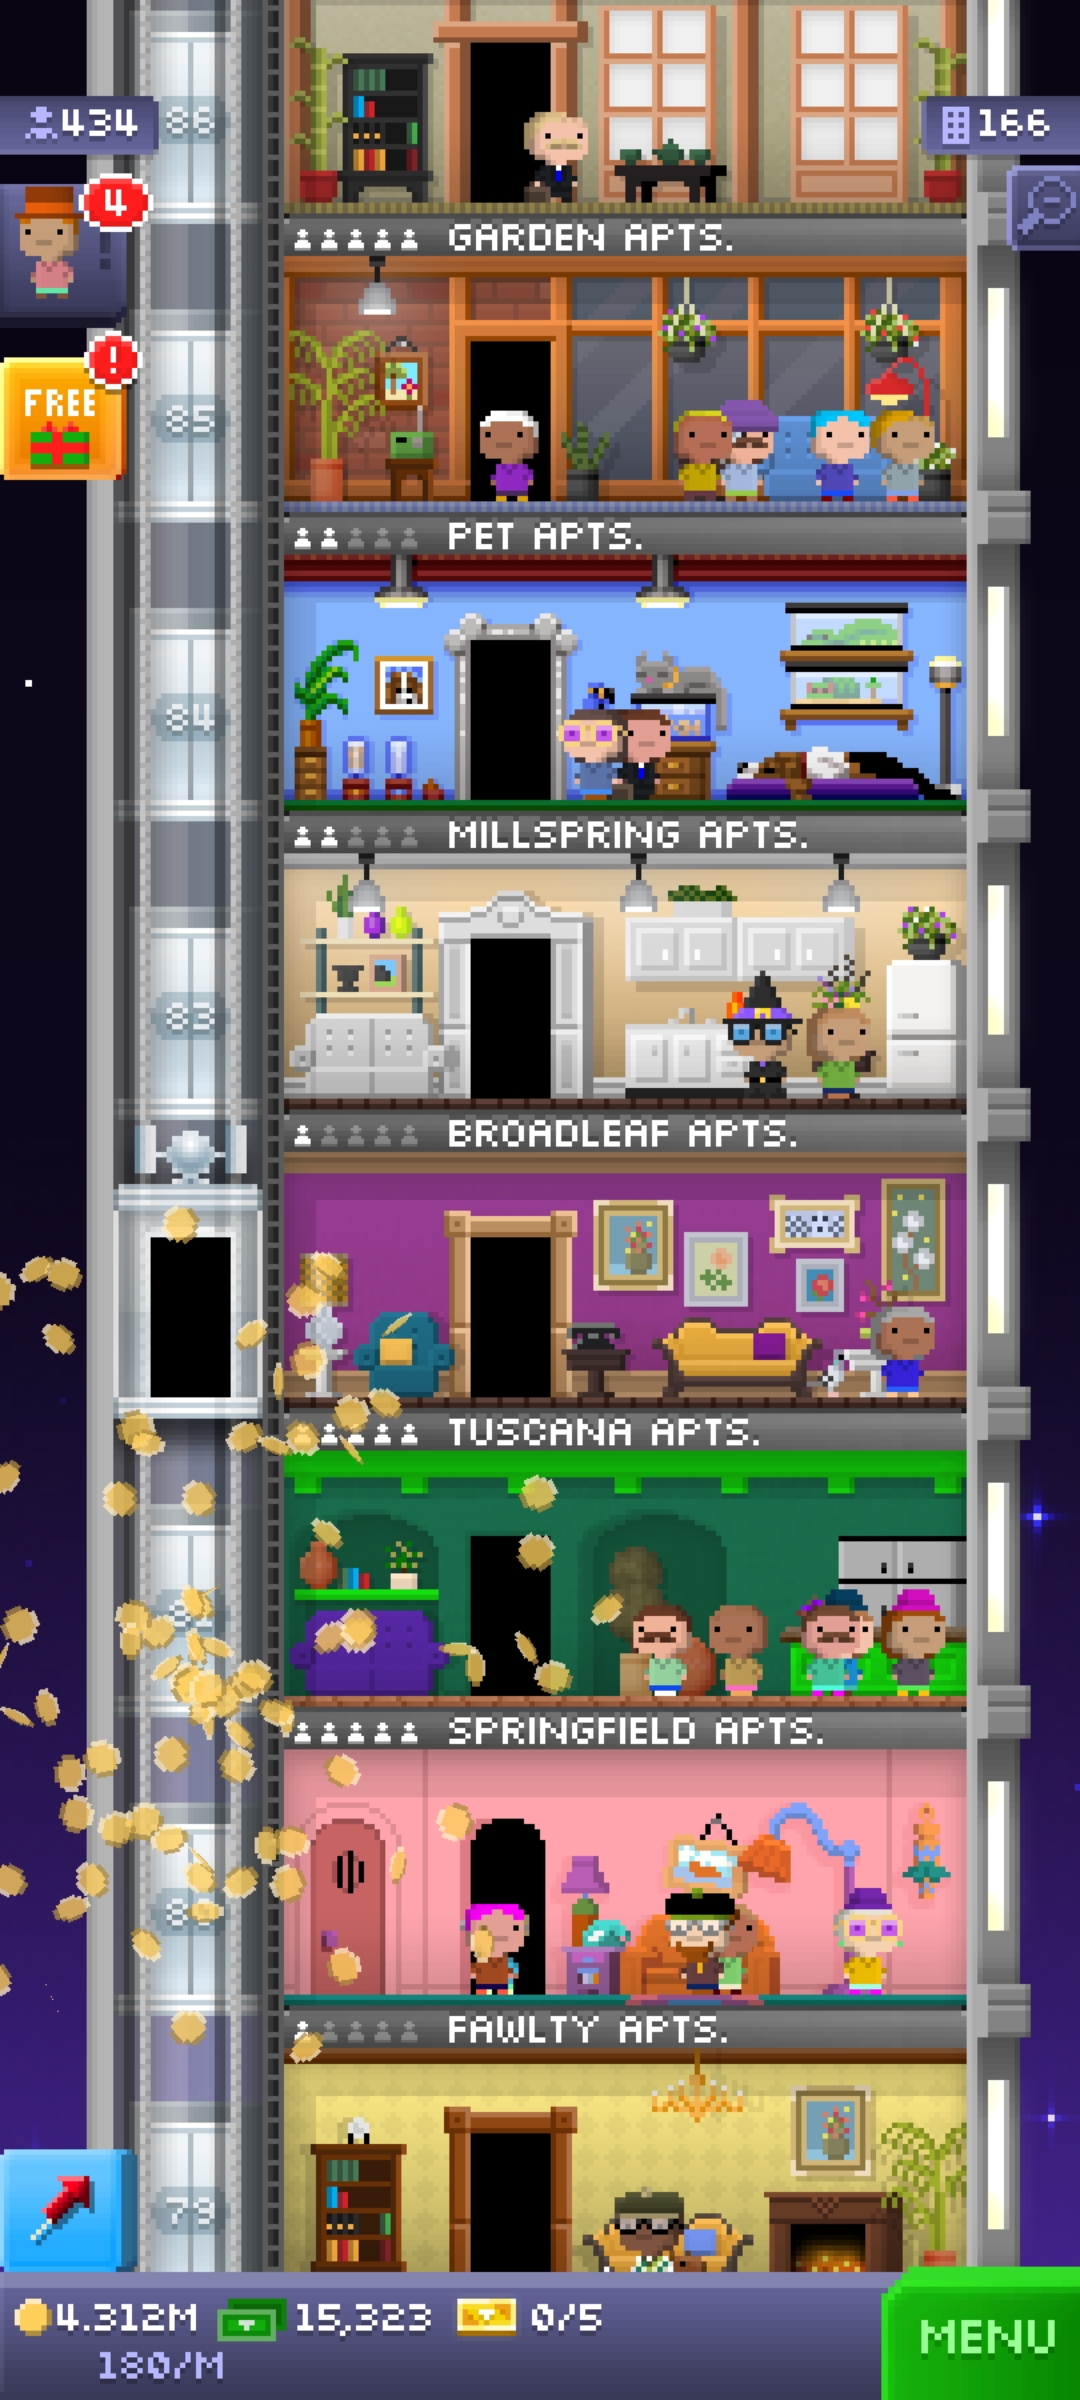 434
86
166
4
GARDEN APTS.
!
FREE
85
PET APTS.
84
MILLSPRING APTS.
83
BROADLEAF APTS.
TUSCANA APTS.
SPRINGFIELD APTS.
FAWLTY APTS.
79
4.312M
15,323
0/5
180/M
MENU